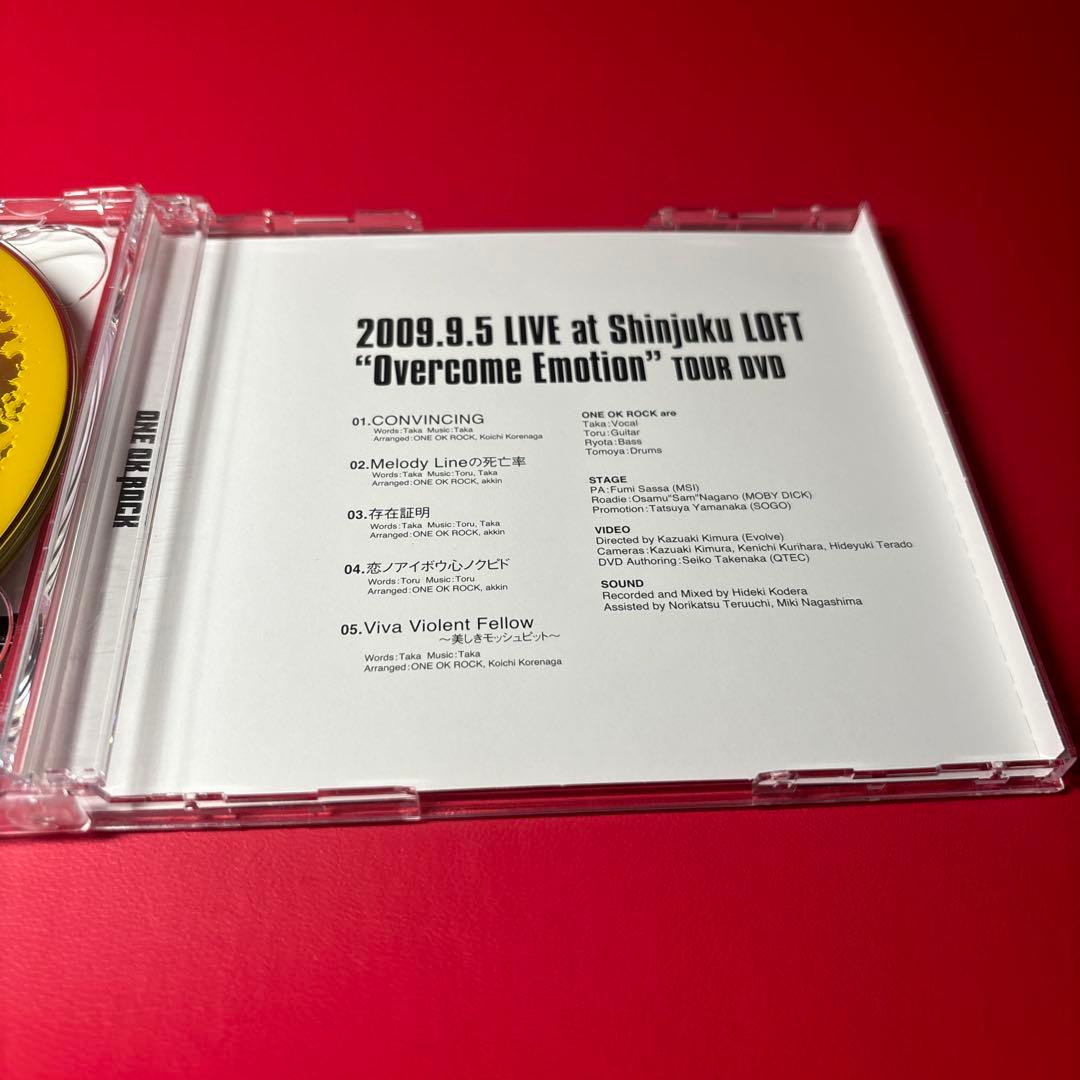 ONE OK ROCK
2009.9.5 LIVE at Shinjuku LOFT
“Overcome Emotion” TOUR DVD
01.CONVINCING
Words:Taka Music:Taka
Arranged:ONE OK ROCK, Koichi Korenaga
02.Melody Lineの死亡率
Words:Taka Music:Toru, Taka
Arranged:ONE OK ROCK, akkin
03.存在証明
Words:Taka Music:Toru, Taka
Arranged:ONE OK ROCK, akkin
04.恋ノアイボウ心ノクピド
Words:Toru Music:Toru
Arranged:ONE OK ROCK, akkin
05.Viva Violent Fellow
～美しきモッシュピット～
Words:Taka Music:Taka
Arranged:ONE OK ROCK, Koichi Korenaga
ONE OK ROCK are
Taka:Vocal
Toru:Guitar
Ryota:Bass
Tomoya:Drums
STAGE
PA:Fumi Sassa (MSI)
Roadie:Osamu"Sam"Nagano (MOBY DICK)
Promotion:Tatsuya Yamanaka (SOGO)
VIDEO
Directed by Kazuaki Kimura (Evolve)
Cameras:Kazuaki Kimura, Kenichi Kurihara, Hideyuki Terado
DVD Authoring:Seiko Takenaka (QTEC)
SOUND
Recorded and Mixed by Hideki Kodera
Assisted by Norikatsu Teruuchi, Miki Nagashima